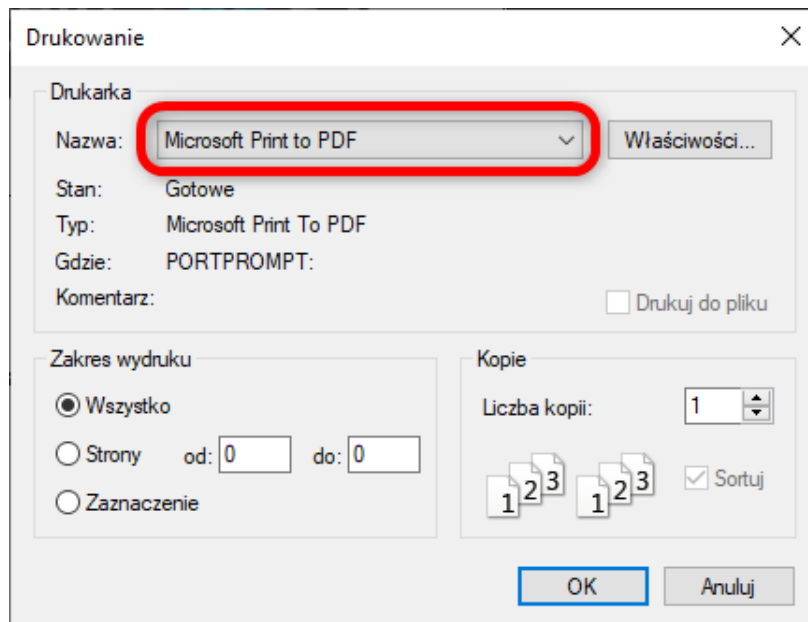 Drukowanie
Drukarka
Nazwa: Microsoft Print to PDF Właściwości...
Stan: Gotowe
Typ: Microsoft Print To PDF
Gdzie: PORTPROMPT:
Komentarz: Drukuj do pliku
Zakres wydruku
Wszystko
Strony od: 0 do: 0
Zaznaczenie
Kopie
Liczba kopii: 1
1 2 3 1 2 3 Sortuj
OK Anuluj